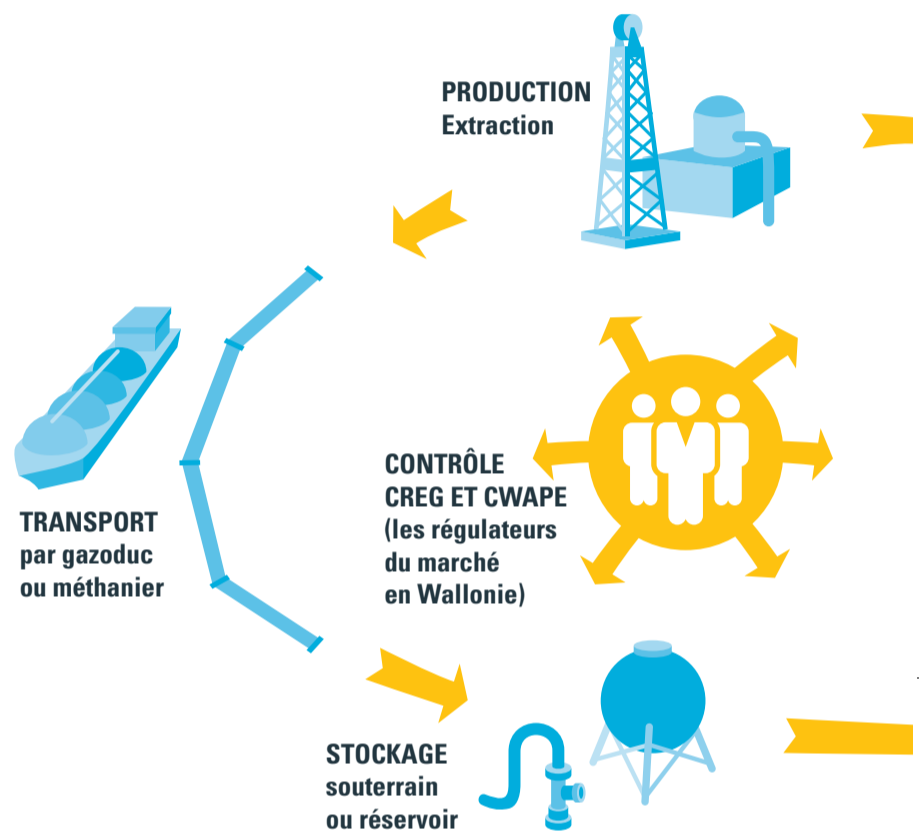 PRODUCTION
Extraction
TRANSPORT
par gazoduc
ou méthanier
CONTRÔLE
CREG ET CWAPE
(les régulateurs
du marché
en Wallonie)
STOCKAGE
souterrain
ou réservoir